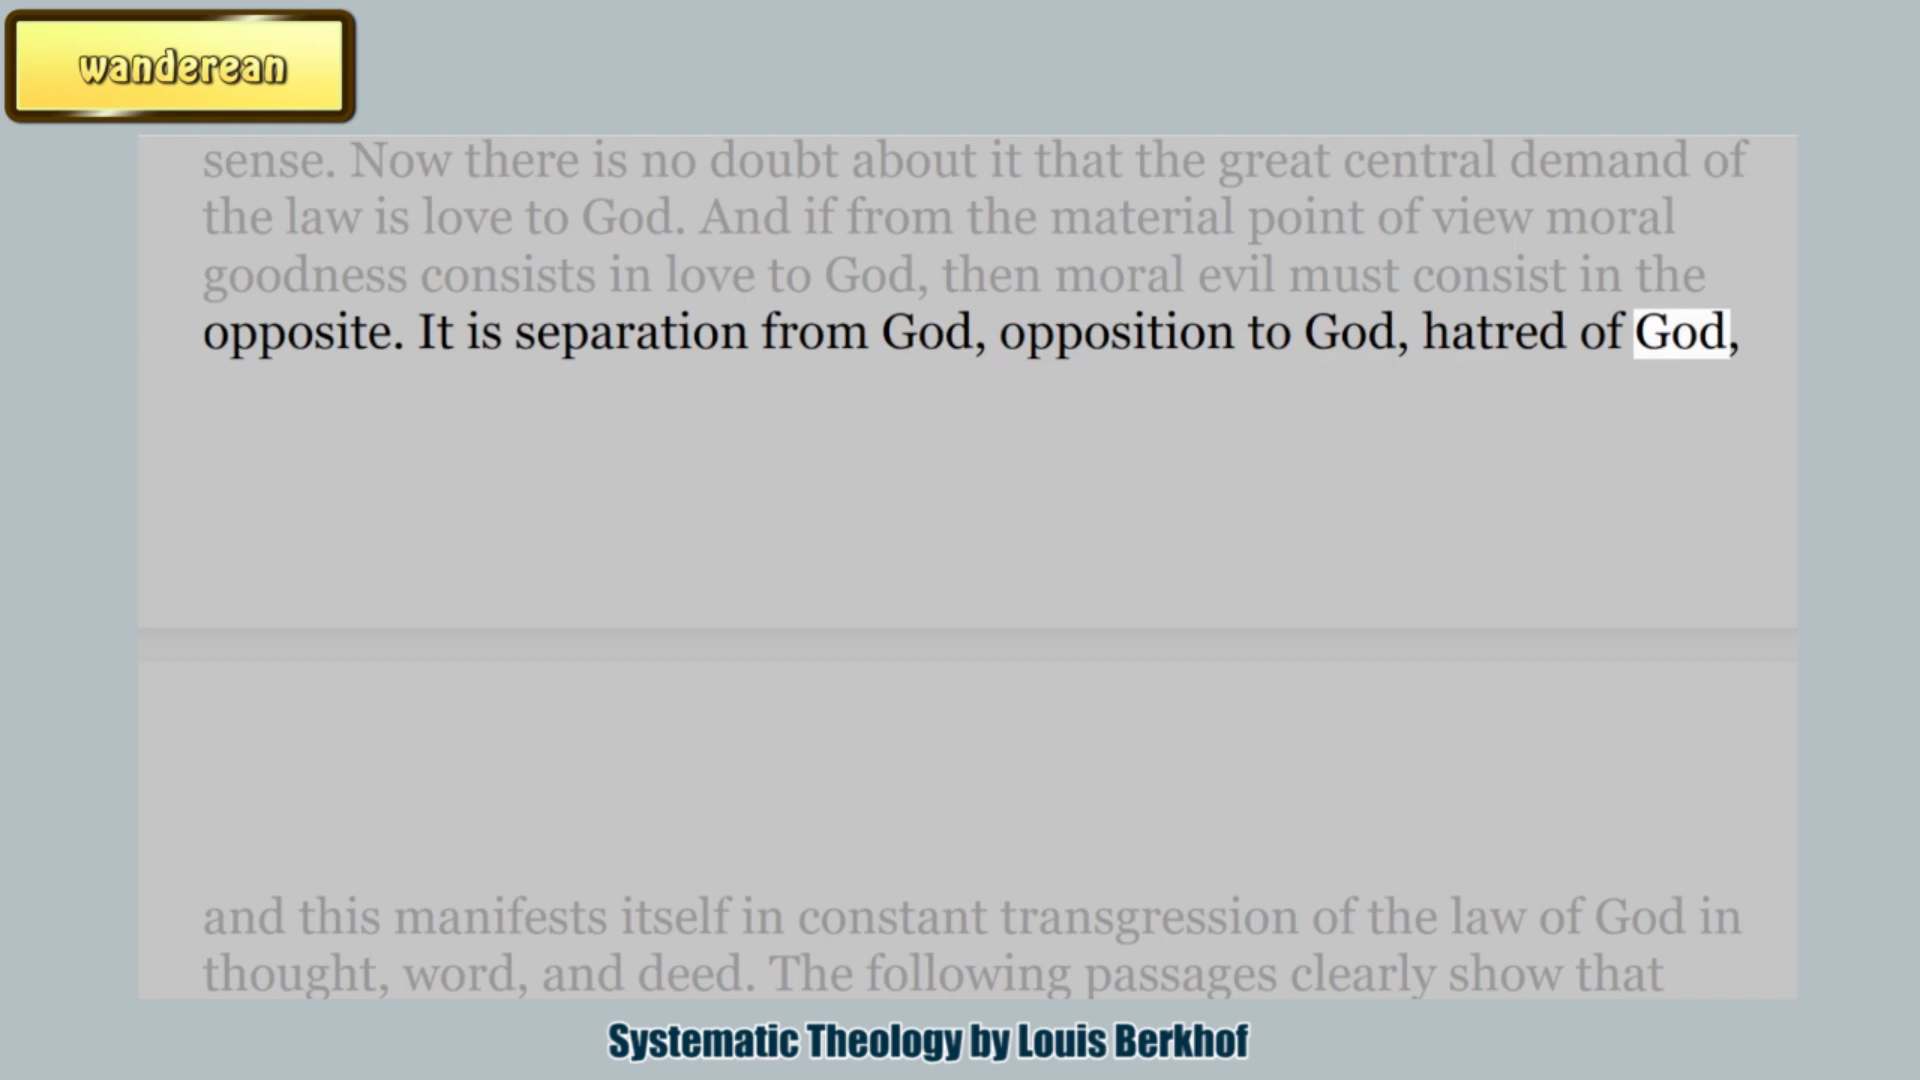 wanderean
sense. Now there is no doubt about it that the great central demand of
the law is love to God. And if from the material point of view moral
goodness consists in love to God, then moral evil must consist in the
opposite. It is separation from God, opposition to God, hatred of God,
and this manifests itself in constant transgression of the law of God in
thought, word, and deed. The following passages clearly show that
Systematic Theology by Louis Berkhof